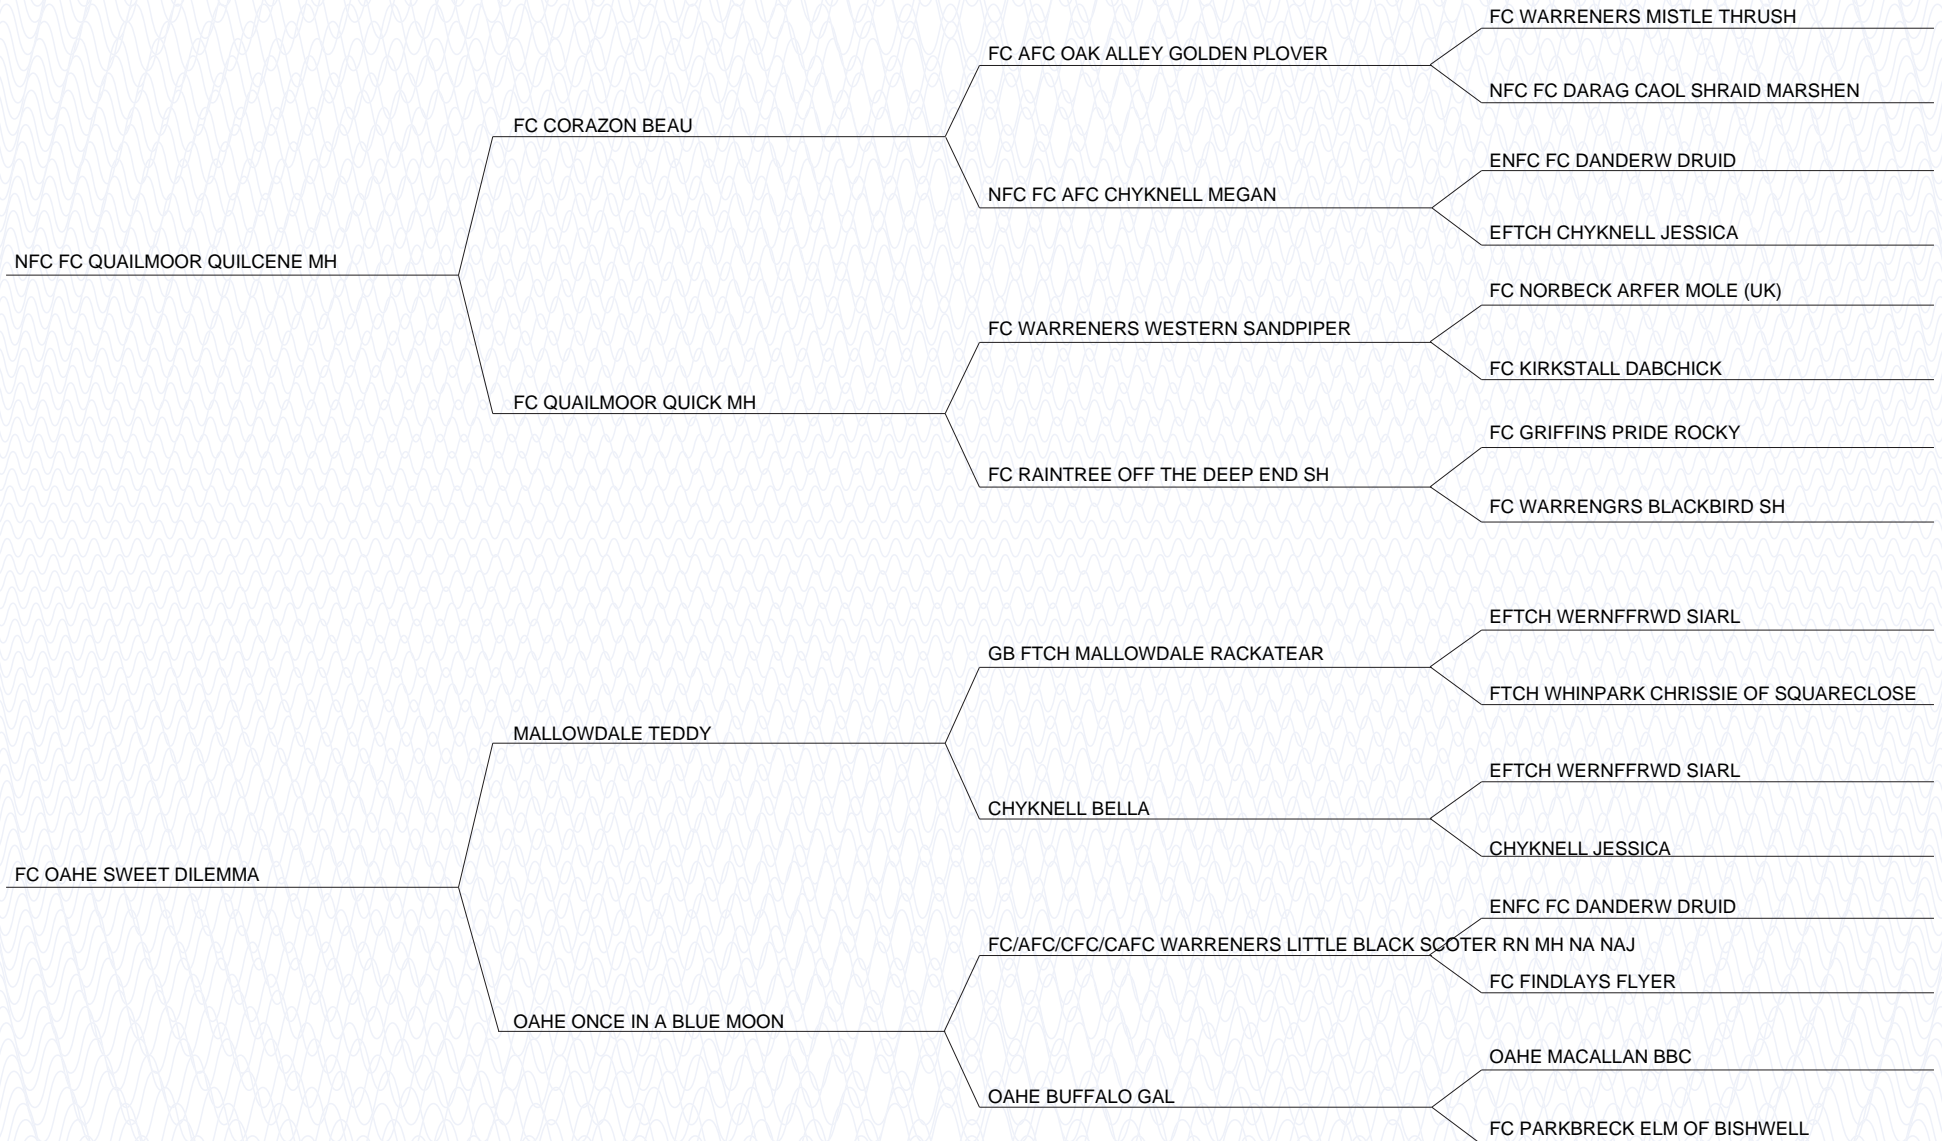 FC WARRENERS MISTLE THRUSH
FC AFC OAK ALLEY GOLDEN PLOVER
NFC FC DARAG CAOL SHRAID MARSHEN
FC CORAZON BEAU
ENFC FC DANDERW DRUID
NFC FC AFC CHYKNELL MEGAN
EFTCH CHYKNELL JESSICA
NFC FC QUAILMOOR QUILCENE MH
FC NORBECK ARFER MOLE (UK)
FC WARRENERS WESTERN SANDPIPER
FC KIRKSTALL DABCHICK
FC QUAILMOOR QUICK MH
FC GRIFFINS PRIDE ROCKY
FC RAINTREE OFF THE DEEP END SH
FC WARRENGRS BLACKBIRD SH
EFTCH WERNFFRWD SIARL
GB FTCH MALLOWDALE RACKATEAR
FTCH WHINPARK CHRISSIE OF SQUARECLOSE
MALLOWDALE TEDDY
EFTCH WERNFFRWD SIARL
CHYKNELL BELLA
CHYKNELL JESSICA
FC OAHE SWEET DILEMMA
ENFC FC DANDERW DRUID
FC/AFC/CFC/CAFC WARRENERS LITTLE BLACK SCOTER RN MH NA NAJ
FC FINDLAYS FLYER
OAHE ONCE IN A BLUE MOON
OAHE MACALLAN BBC
OAHE BUFFALO GAL
FC PARKBRECK ELM OF BISHWELL